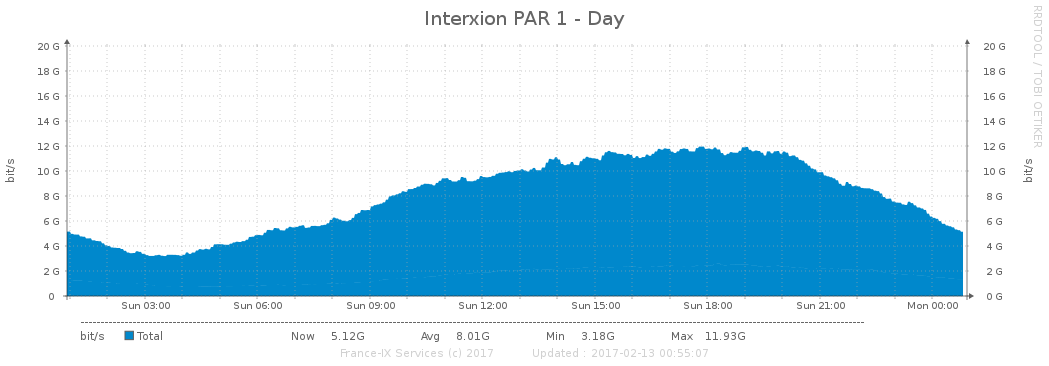 Interxion PAR 1 - Day
RRDTOOL / TOBI OETIKER
20 G 20 G
18 G 18 G
16 G 16 G
14 G 14 G
12 G 12 G
10 G 10 G
8 G 8 G
6 G 6 G
4 G 4 G
2 G 2 G
0 0 G
bit/s bit/s
Sun 03:00 Sun 06:00 Sun 09:00 Sun 12:00 Sun 15:00 Sun 18:00 Sun 21:00 Mon 00:00
bit/s Total Now 5.12G Avg 8.01G Min 3.18G Max 11.93G
France-IX Services (c) 2017 Updated : 2017-02-13 00:55:07